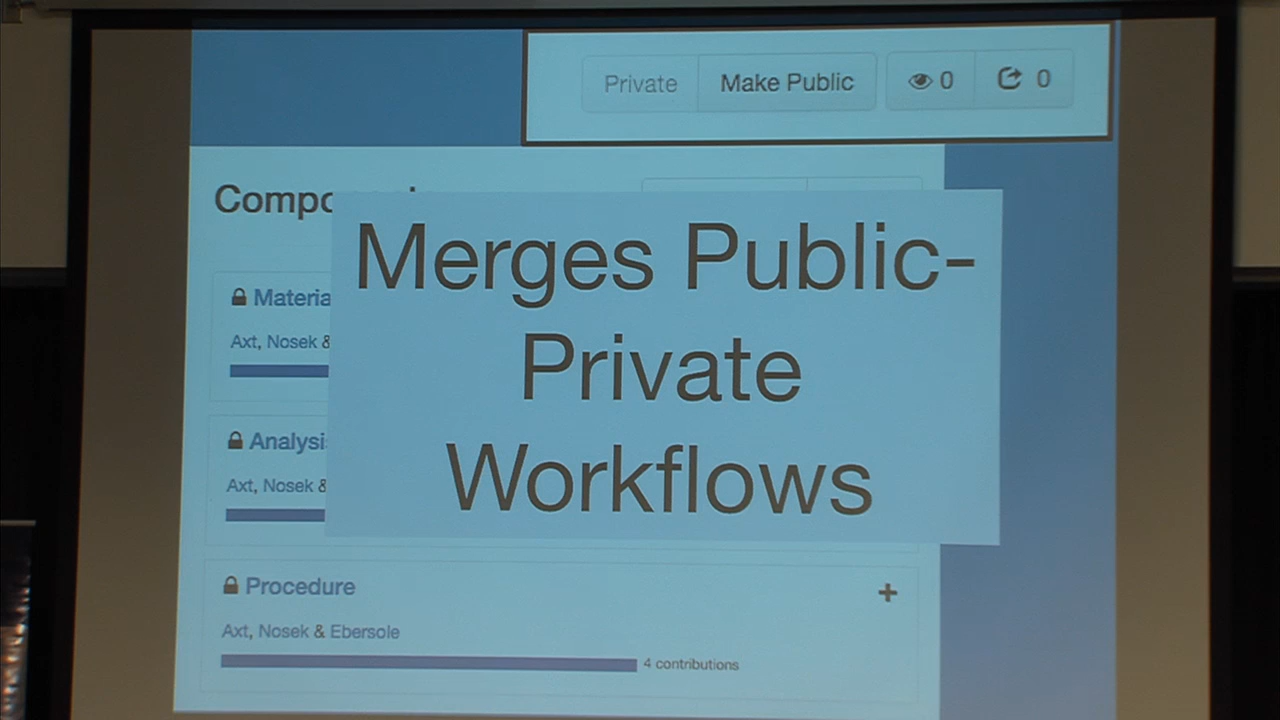 Private Make Public 0 0
Merges Public-
Private
Workflows
Axt, Nosek &
Axt, Nosek &
Procedure
Axt, Nosek & Ebersole
4 contributions